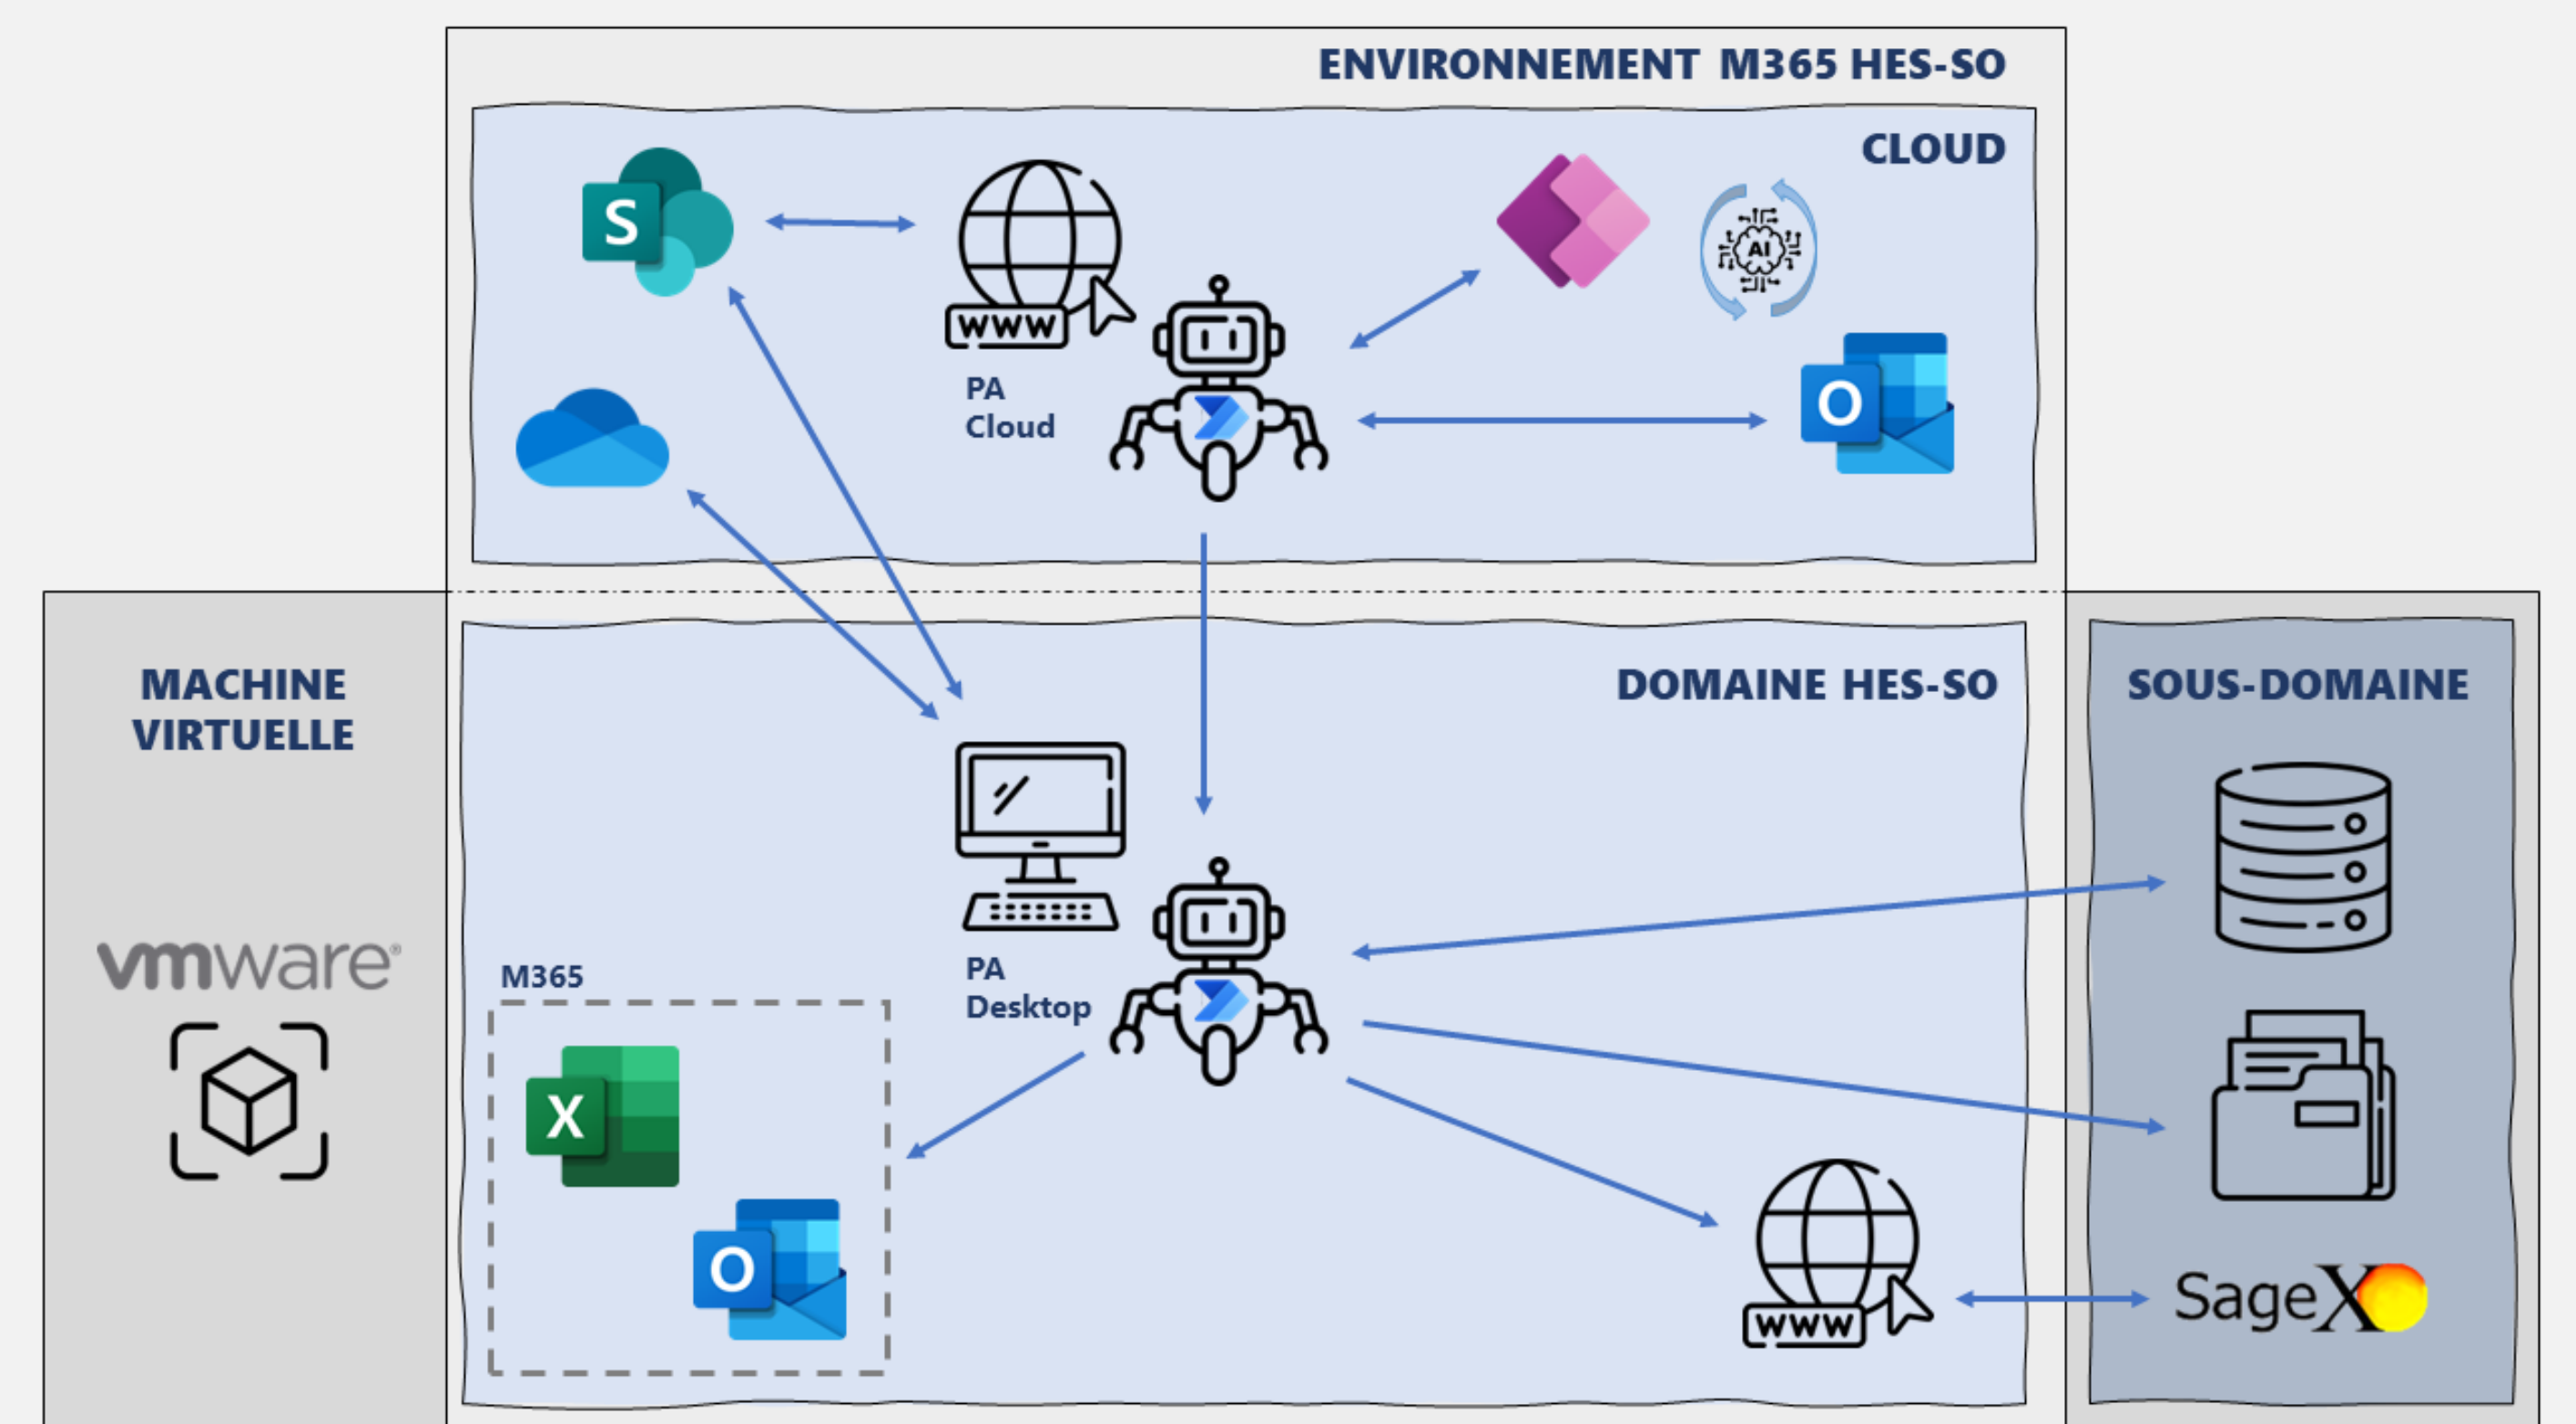 ENVIRONNEMENT M365 HES-SO
CLOUD
S
WWW
AI
O
PA
Cloud
MACHINE
VIRTUELLE
DOMAINE HES-SO
SOUS-DOMAINE
vmware®
M365
PA
Desktop
X
O
WWW
SageX